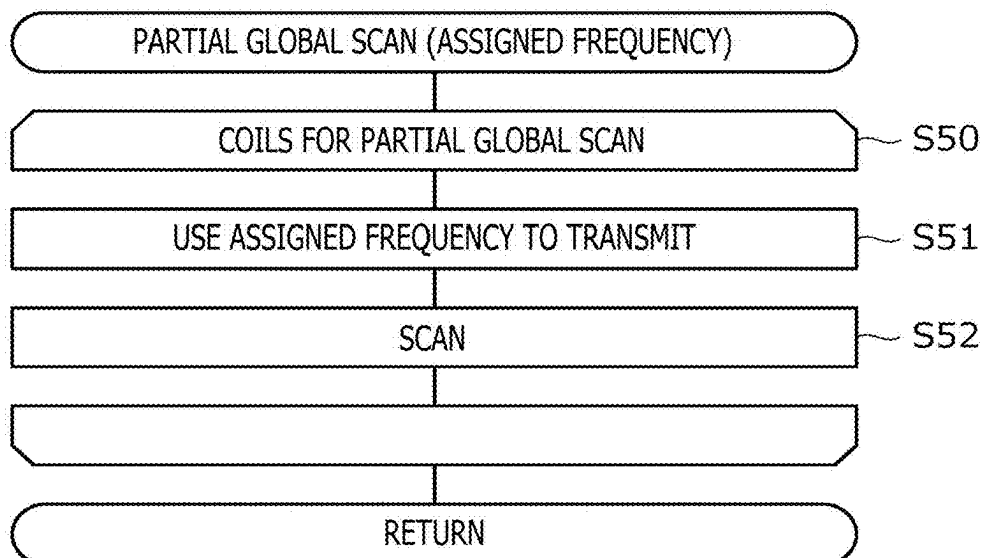 PARTIAL GLOBAL SCAN (ASSIGNED FREQUENCY)
COILS FOR PARTIAL GLOBAL SCAN
S50
USE ASSIGNED FREQUENCY TO TRANSMIT
S51
SCAN
S52
RETURN